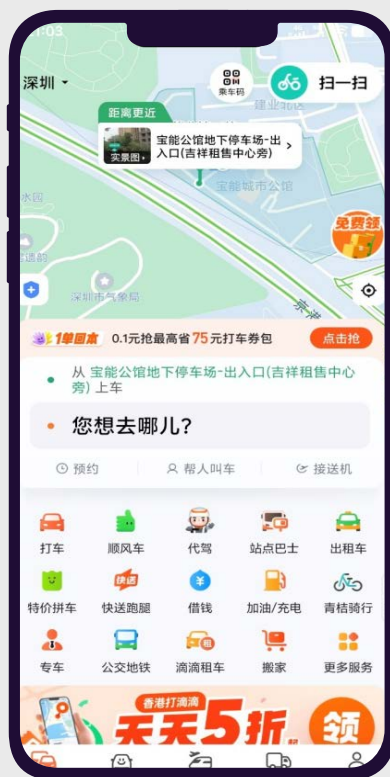 深圳
乘车码
扫一扫
建业北区
距离更近
实景图
宝能公馆地下停车场-出
入口(吉祥租售中心旁)
宝能城市公馆
免费领
深圳市气象局
1单回本
0.1元抢最高省75元打车券包
点击抢
从 宝能公馆地下停车场-出入口(吉祥租售中心
旁) 上车
您想去哪儿?
预约
帮人叫车
接送机
打车
顺风车
代驾
站点巴士
出租车
快送
特价拼车
快送跑腿
借钱
加油/充电
青桔骑行
租
专车
公交地铁
滴滴租车
搬家
更多服务
香港打滴滴
天天5折起
领